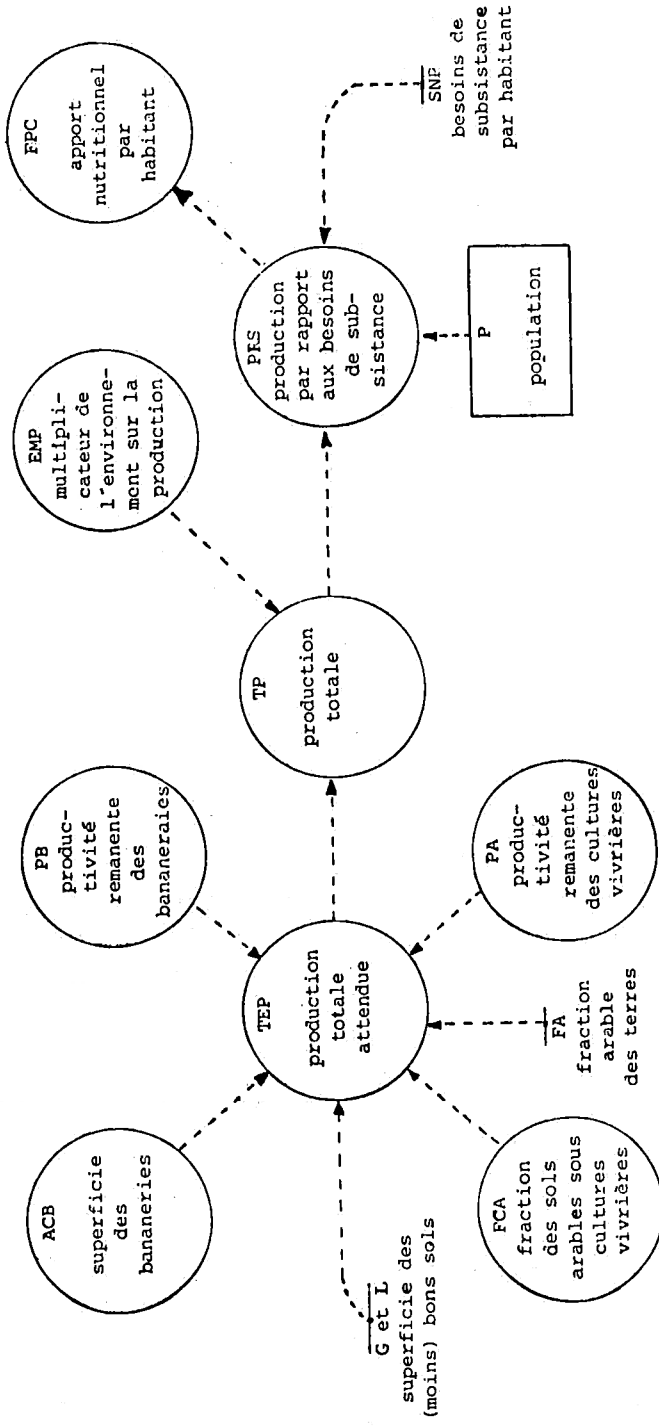 ACB
superficie
des
bananeries
PB
produc-
tivité
remanente
des
bananeraies
EMP
multipli-
cateur de
l'environne-
ment sur la
production
FPC
apport
nutritionnel
par
habitant
TEP
production
totale
attendue
TP
production
totale
PRS
production
par rapport
aux besoins
de sub-
sistance
G et L
superficie des
(moins) bons sols
FCA
fraction
des sols
arables sous
cultures
vivrières
FA
fraction
arable
des terres
PA
produc-
tivité
remanente
des cultures
vivrières
P
population
SNP
besoins de
subsistance
par habitant